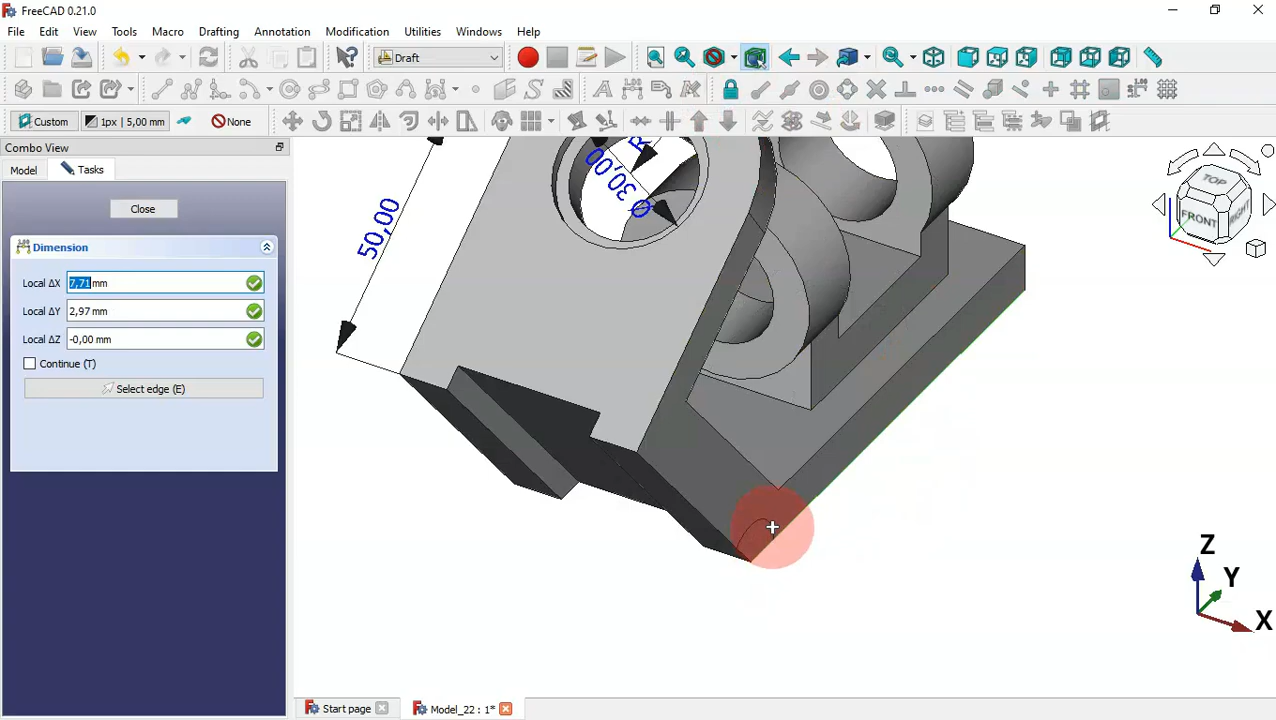 FreeCAD 0.21.0
File Edit View Tools Macro Drafting Annotation Modification Utilities Windows Help
Draft
Custom 1px | 5,00 mm None
Combo View
Model Tasks
Close
Dimension
Local ΔX 7,71 mm
Local ΔY 2,97 mm
Local ΔZ -0,00 mm
Continue (T)
Select edge (E)
50,00
Ø 30,00
R
TOP
FRONT
RIGHT
Z
Y
X
Start page
Model_22 : 1*